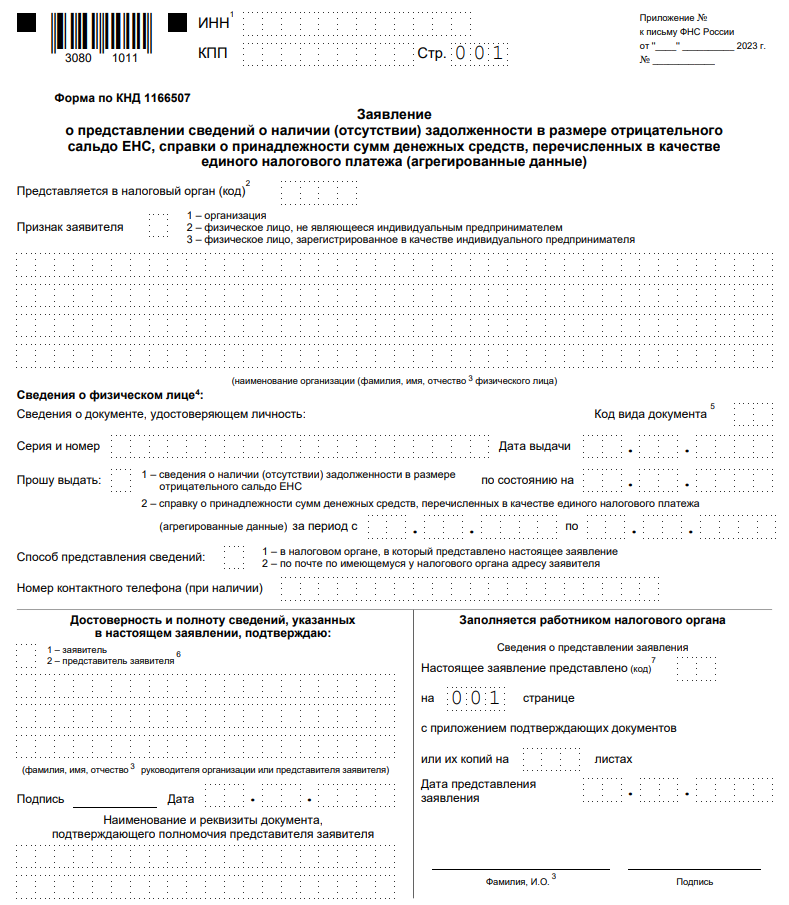 ИНН1
Приложение №
к письму ФНС России
от "____" __________ 2023 г.
№ ____________
3080 1011
КПП Стр. 001
Форма по КНД 1166507
Заявление
о представлении сведений о наличии (отсутствии) задолженности в размере отрицательного
сальдо ЕНС, справки о принадлежности сумм денежных средств, перечисленных в качестве
единого налогового платежа (агрегированные данные)
Представляется в налоговый орган (код)2
Признак заявителя
1 – организация
2 – физическое лицо, не являющееся индивидуальным предпринимателем
3 – физическое лицо, зарегистрированное в качестве индивидуального предпринимателя
(наименование организации (фамилия, имя, отчество 3 физического лица)
Сведения о физическом лице4:
Сведения о документе, удостоверяющем личность: Код вида документа 5
Серия и номер Дата выдачи . .
Прошу выдать: 1 – сведения о наличии (отсутствии) задолженности в размере
отрицательного сальдо ЕНС
по состоянию на . .
2 – справку о принадлежности сумм денежных средств, перечисленных в качестве единого налогового платежа
(агрегированные данные) за период с . . по . .
Способ представления сведений: 1 – в налоговом органе, в который представлено настоящее заявление
2 – по почте по имеющемуся у налогового органа адресу заявителя
Номер контактного телефона (при наличии)
Достоверность и полноту сведений, указанных
в настоящем заявлении, подтверждаю:
1 – заявитель
2 – представитель заявителя 6
(фамилия, имя, отчество 3 руководителя организации или представителя заявителя)
Подпись ____________ Дата . .
Наименование и реквизиты документа,
подтверждающего полномочия представителя заявителя
Заполняется работником налогового органа
Сведения о представлении заявления
Настоящее заявление представлено (код)7
на 001 странице
с приложением подтверждающих документов
или их копий на листах
Дата представления
заявления . .
Фамилия, И.О. 3 Подпись